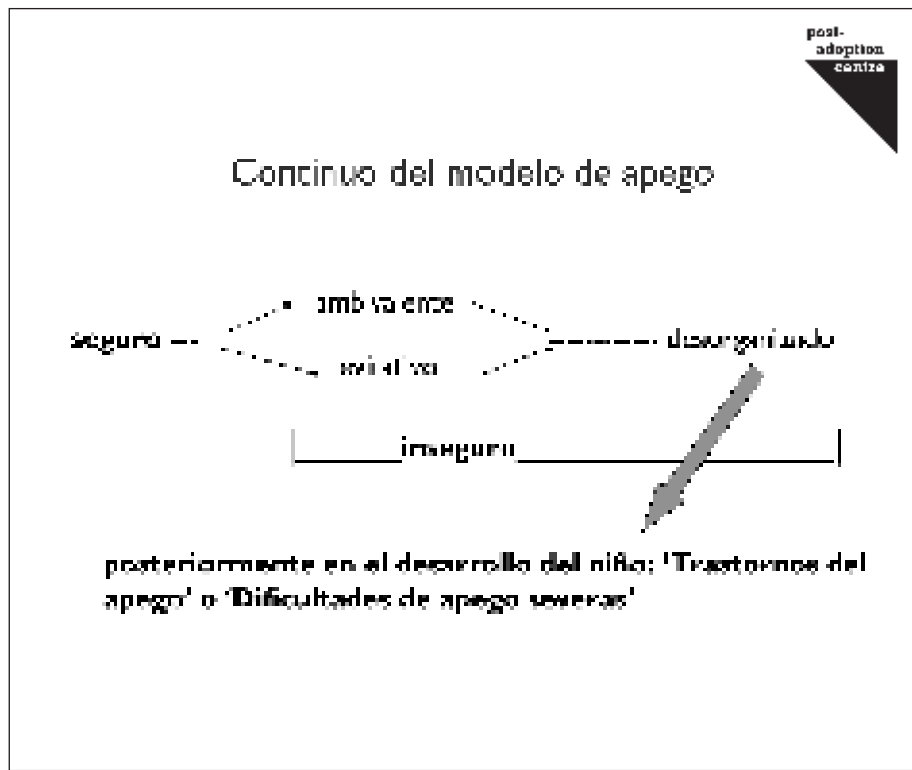 post-
adoption
centre
Continuo del modelo de apego
ambivalente
seguro
desorganizado
evitativo
inseguro
posteriormente en el desarrollo del niño: 'Trastornos del
apego' o 'Dificultades de apego severas'